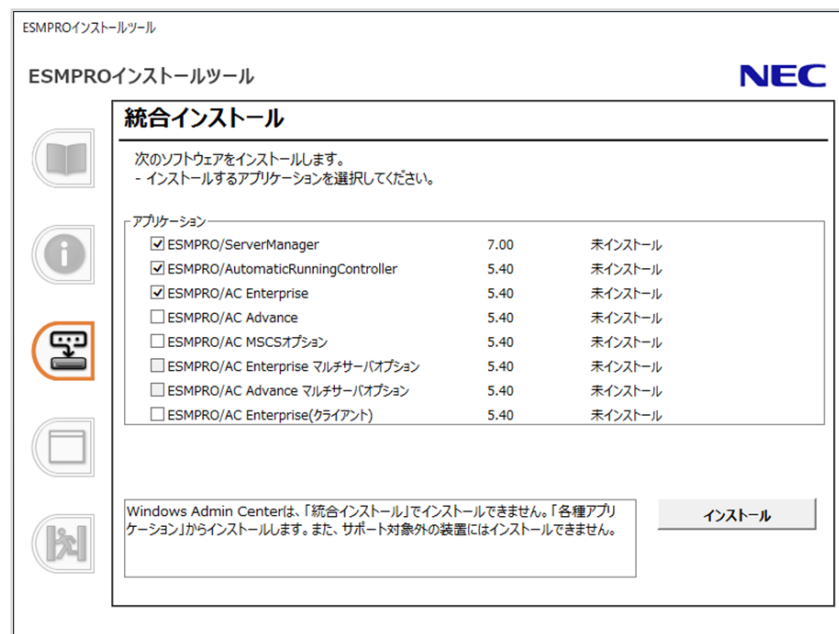 ESMPROインストールツール
ESMPROインストールツール
NEC
統合インストール
次のソフトウェアをインストールします。
- インストールするアプリケーションを選択してください。
アプリケーション
ESMPRO/ServerManager 7.00 未インストール
ESMPRO/AutomaticRunningController 5.40 未インストール
ESMPRO/AC Enterprise 5.40 未インストール
ESMPRO/AC Advance 5.40 未インストール
ESMPRO/AC MSCSオプション 5.40 未インストール
ESMPRO/AC Enterprise マルチサーバオプション 5.40 未インストール
ESMPRO/AC Advance マルチサーバオプション 5.40 未インストール
ESMPRO/AC Enterprise(クライアント) 5.40 未インストール
Windows Admin Centerは、「統合インストール」でインストールできません。「各種アプリ
ケーション」からインストールします。また、サポート対象外の装置にはインストールできません。
インストール